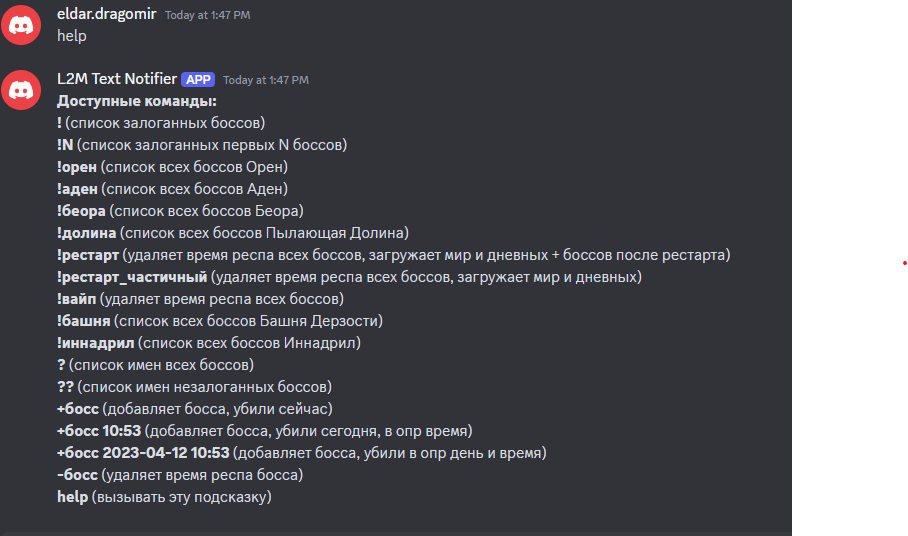 eldar.dragomir Today at 1:47 PM
help
L2M Text Notifier APP Today at 1:47 PM
Доступные команды:
! (список залоганных боссов)
!N (список залоганных первых N боссов)
!орен (список всех боссов Орен)
!аден (список всех боссов Аден)
!беора (список всех боссов Беора)
!долина (список всех боссов Пылающая Долина)
!рестарт (удаляет время респа всех боссов, загружает мир и дневных + боссов после рестарта)
!рестарт_частичный (удаляет время респа всех боссов, загружает мир и дневных)
!вайп (удаляет время респа всех боссов)
!башня (список всех боссов Башня Дерзости)
!иннадрил (список всех боссов Иннадрил)
? (список имен всех боссов)
?? (список имен незалоганных боссов)
+босс (добавляет босса, убили сейчас)
+босс 10:53 (добавляет босса, убили сегодня, в опр время)
+босс 2023-04-12 10:53 (добавляет босса, убили в опр день и время)
-босс (удаляет время респа босса)
help (вызывать эту подсказку)